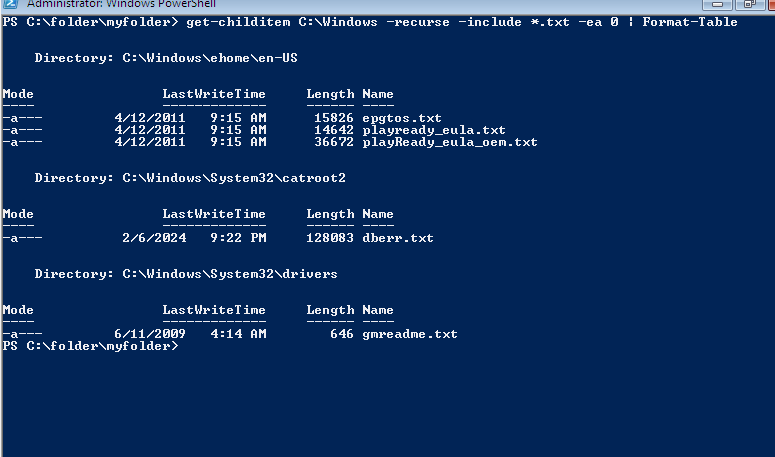 Administrator: Windows PowerShell
PS C:\folder\myfolder> get-childitem C:\Windows -recurse -include *.txt -ea 0 | Format-Table
Directory: C:\Windows\ehome\en-US
Mode LastWriteTime Length Name
---- ------------- ------ ----
-a--- 4/12/2011 9:15 AM 15826 epgtos.txt
-a--- 4/12/2011 9:15 AM 14642 playready_eula.txt
-a--- 4/12/2011 9:15 AM 36672 playReady_eula_oem.txt
Directory: C:\Windows\System32\catroot2
Mode LastWriteTime Length Name
---- ------------- ------ ----
-a--- 2/6/2024 9:22 PM 128083 dberr.txt
Directory: C:\Windows\System32\drivers
Mode LastWriteTime Length Name
---- ------------- ------ ----
-a--- 6/11/2009 4:14 AM 646 gmreadme.txt
PS C:\folder\myfolder>